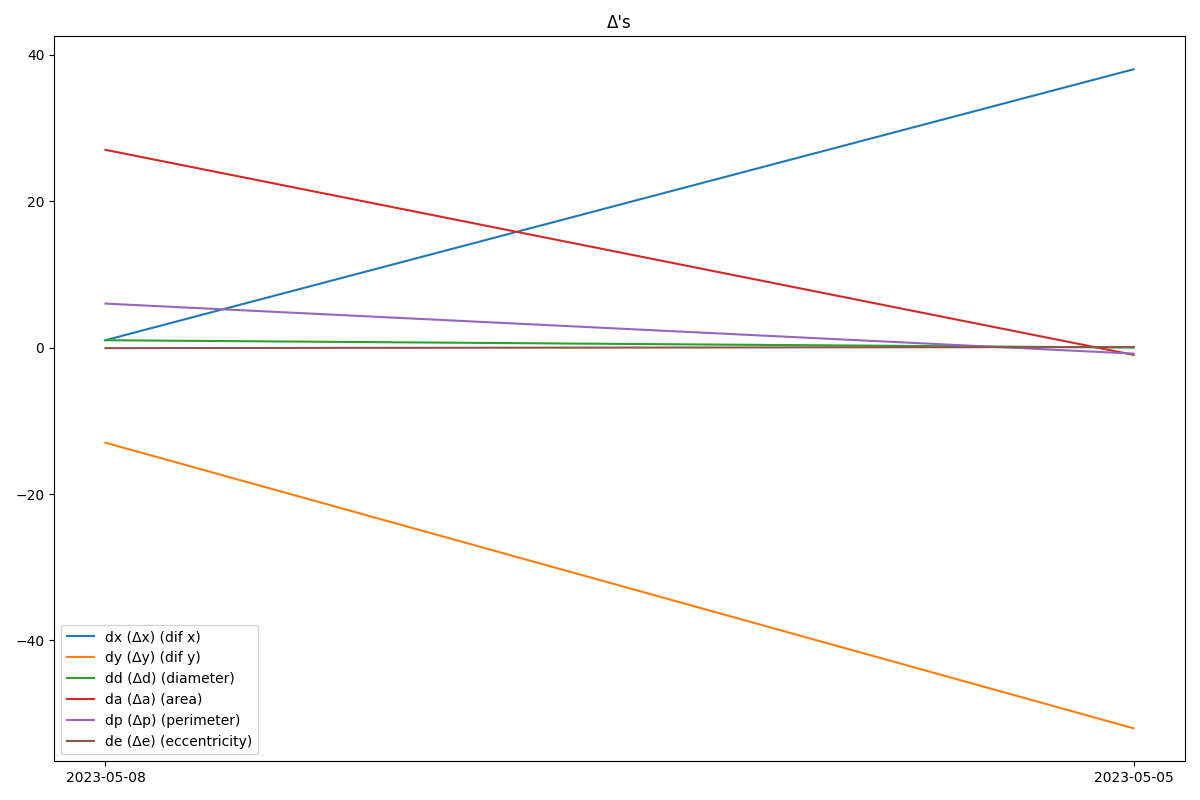 Δ's
40
20
0
−20
−40
dx (Δx) (dif x)
dy (Δy) (dif y)
dd (Δd) (diameter)
da (Δa) (area)
dp (Δp) (perimeter)
de (Δe) (eccentricity)
2023-05-08
2023-05-05